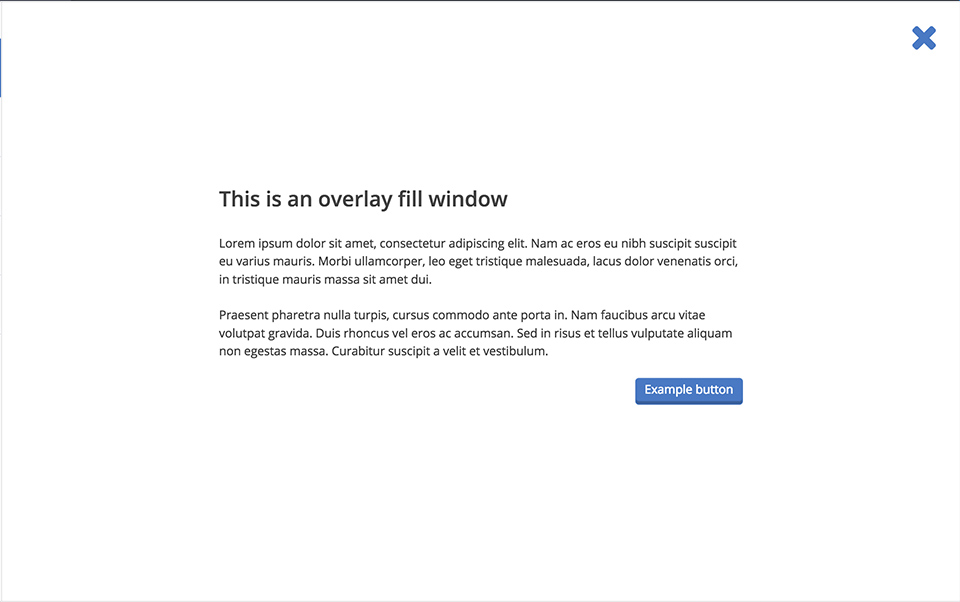 This is an overlay fill window
Lorem ipsum dolor sit amet, consectetur adipiscing elit. Nam ac eros eu nibh suscipit suscipit
eu varius mauris. Morbi ullamcorper, leo eget tristique malesuada, lacus dolor venenatis orci,
in tristique mauris massa sit amet dui.
Praesent pharetra nulla turpis, cursus commodo ante porta in. Nam faucibus arcu vitae
volutpat gravida. Duis rhoncus vel eros ac accumsan. Sed in risus et tellus vulputate aliquam
non egestas massa. Curabitur suscipit a velit et vestibulum.
Example button